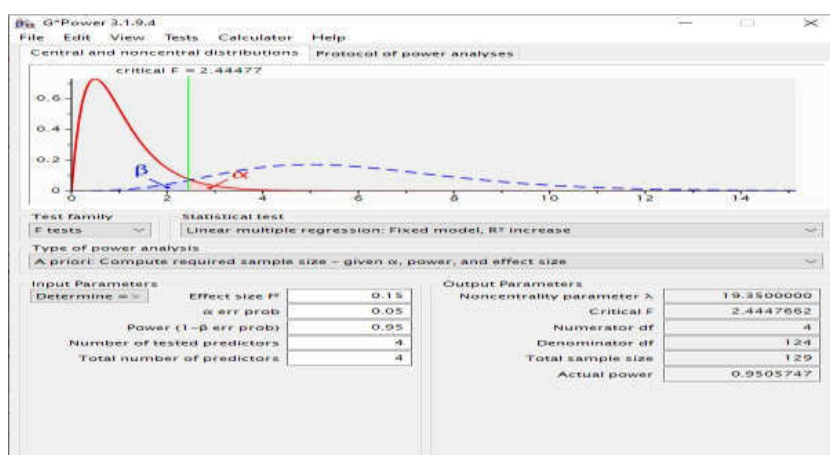 G*Power 3.1.9.4
File Edit View Tests Calculator Help
Central and noncentral distributions Protocol of power analyses
critical F = 2.44477
0.6
0.4
0.2
0
β
α
0 2 4 6 8 10 12 14
Test family Statistical test
F tests Linear multiple regression: Fixed model, R² increase
Type of power analysis
A priori: Compute required sample size – given α, power, and effect size
Input Parameters Output Parameters
Determine => Effect size f² 0.15 Noncentrality parameter λ 19.3500000
α err prob 0.05 Critical F 2.4447662
Power (1-β err prob) 0.95 Numerator df 4
Number of tested predictors 4 Denominator df 124
Total number of predictors 4 Total sample size 129
Actual power 0.9505747